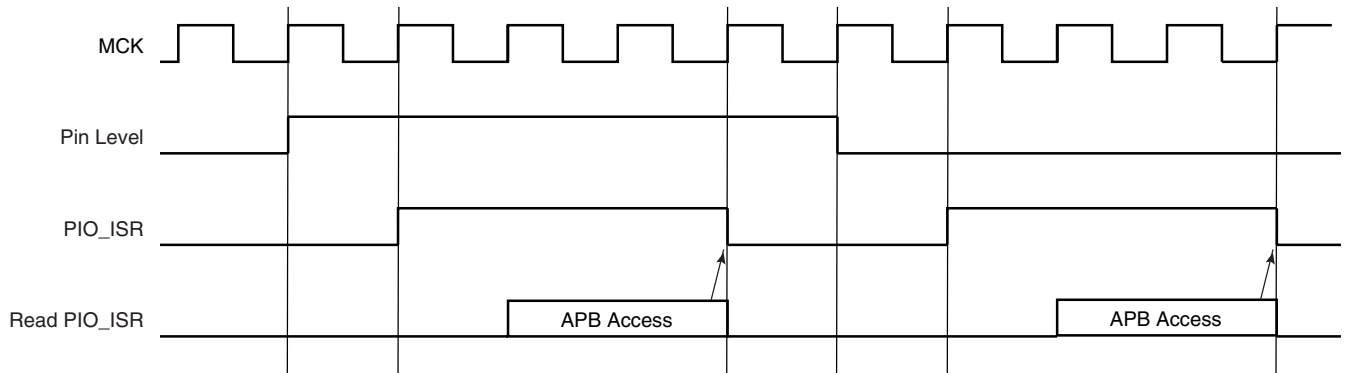 MCK
Pin Level
PIO_ISR
Read PIO_ISR
APB Access
APB Access